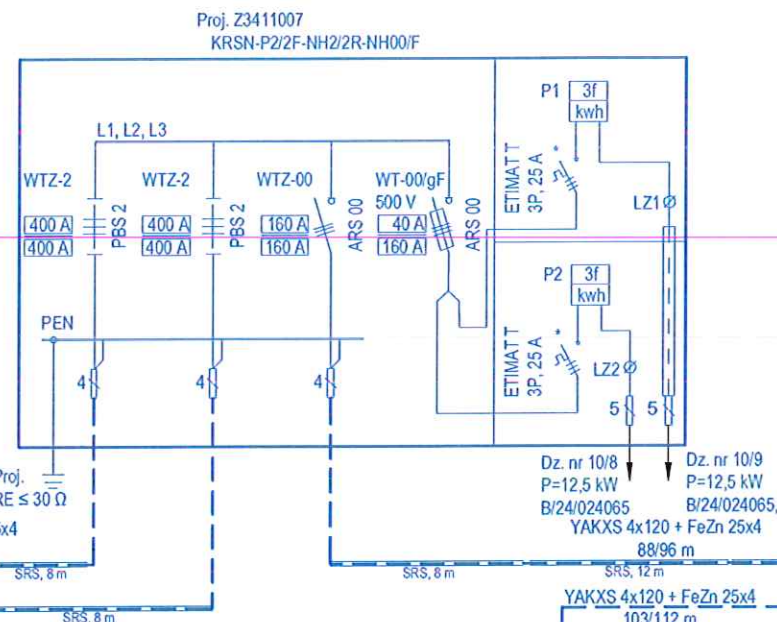 Proj. Z3411007
KRSN-P2/2F-NH2/2R-NH00/F
L1, L2, L3
WTZ-2
400 A
400 A
PBS 2
WTZ-2
400 A
400 A
PBS 2
WTZ-00
160 A
160 A
ARS 00
WT-00/gF
500 V
40 A
160 A
ARS 00
P1
3f
kwh
ETIMAT T
3P, 25 A
LZ1
P2
3f
kwh
ETIMAT T
3P, 25 A
LZ2
PEN
4
4
4
5
5
Proj.
RE ≤ 30 Ω
x4
Dz. nr 10/8
P=12,5 kW
B/24/024065
Dz. nr 10/9
P=12,5 kW
B/24/024065,
YAKXS 4x120 + FeZn 25x4
88/96 m
SRS, 8 m
SRS, 8 m
SRS, 12 m
SRS, 8 m
YAKXS 4x120 + FeZn 25x4
103/112 m